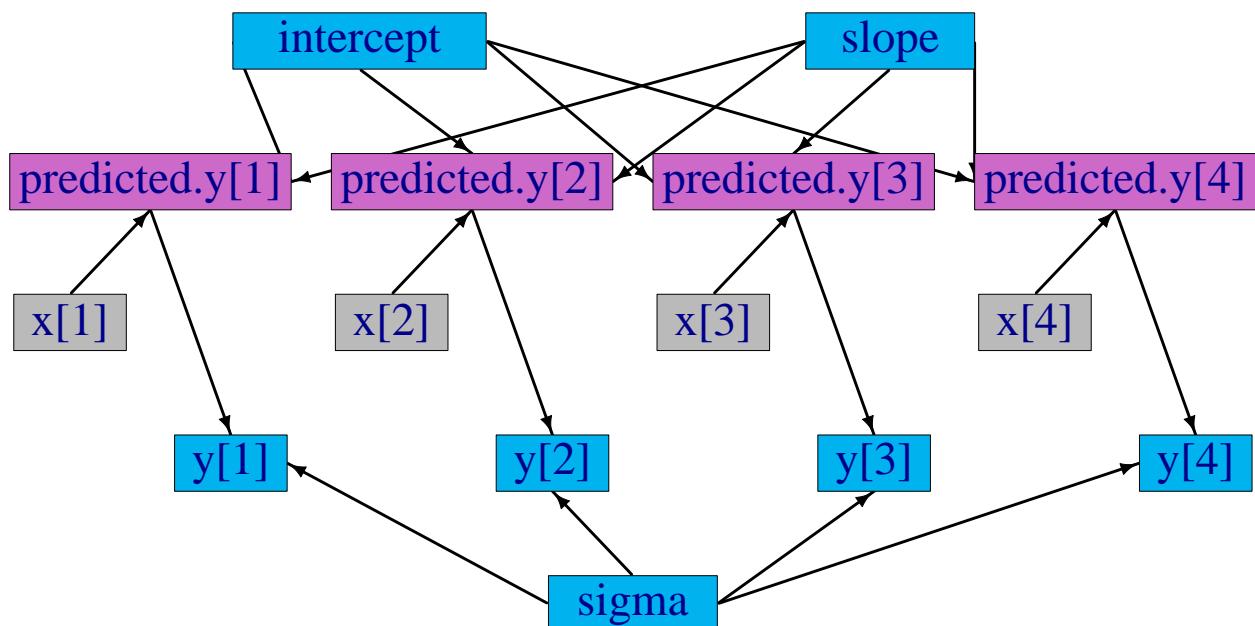 intercept slope
predicted.y[1] predicted.y[2] predicted.y[3] predicted.y[4]
x[1] x[2] x[3] x[4]
y[1] y[2] y[3] y[4]
sigma